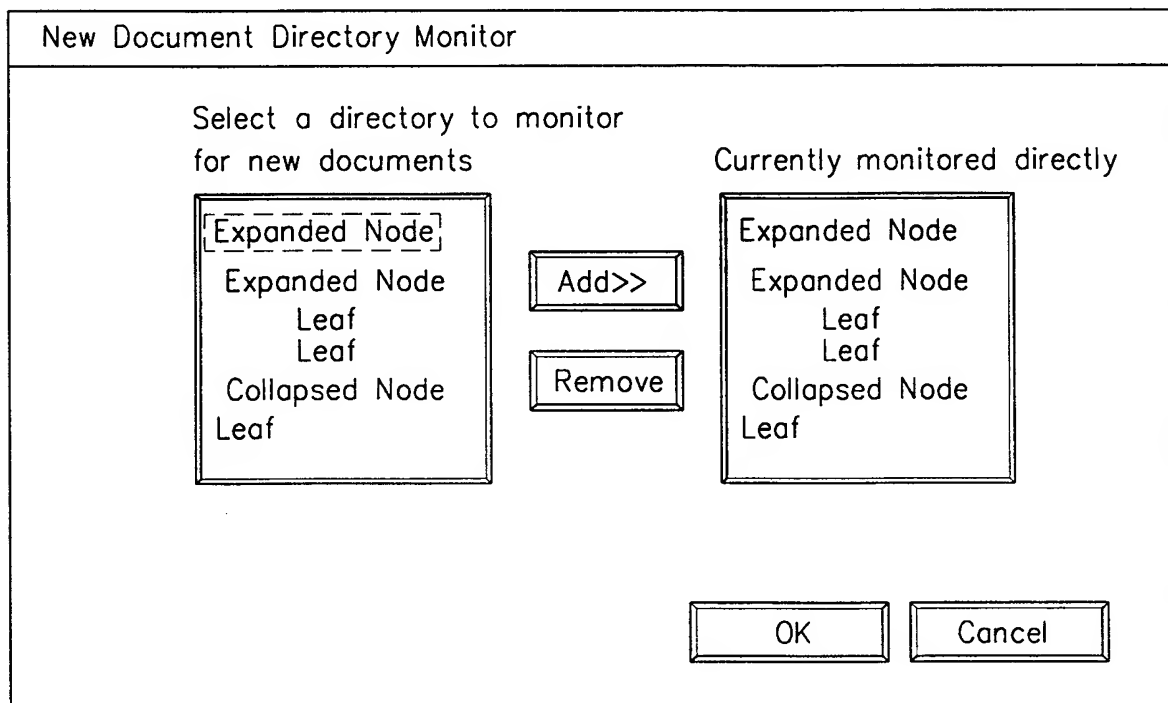 New Document Directory Monitor
Select a directory to monitor
for new documents
Expanded Node
Expanded Node
Leaf
Leaf
Collapsed Node
Leaf
Add>>
Remove
Currently monitored directly
Expanded Node
Expanded Node
Leaf
Leaf
Collapsed Node
Leaf
OK
Cancel